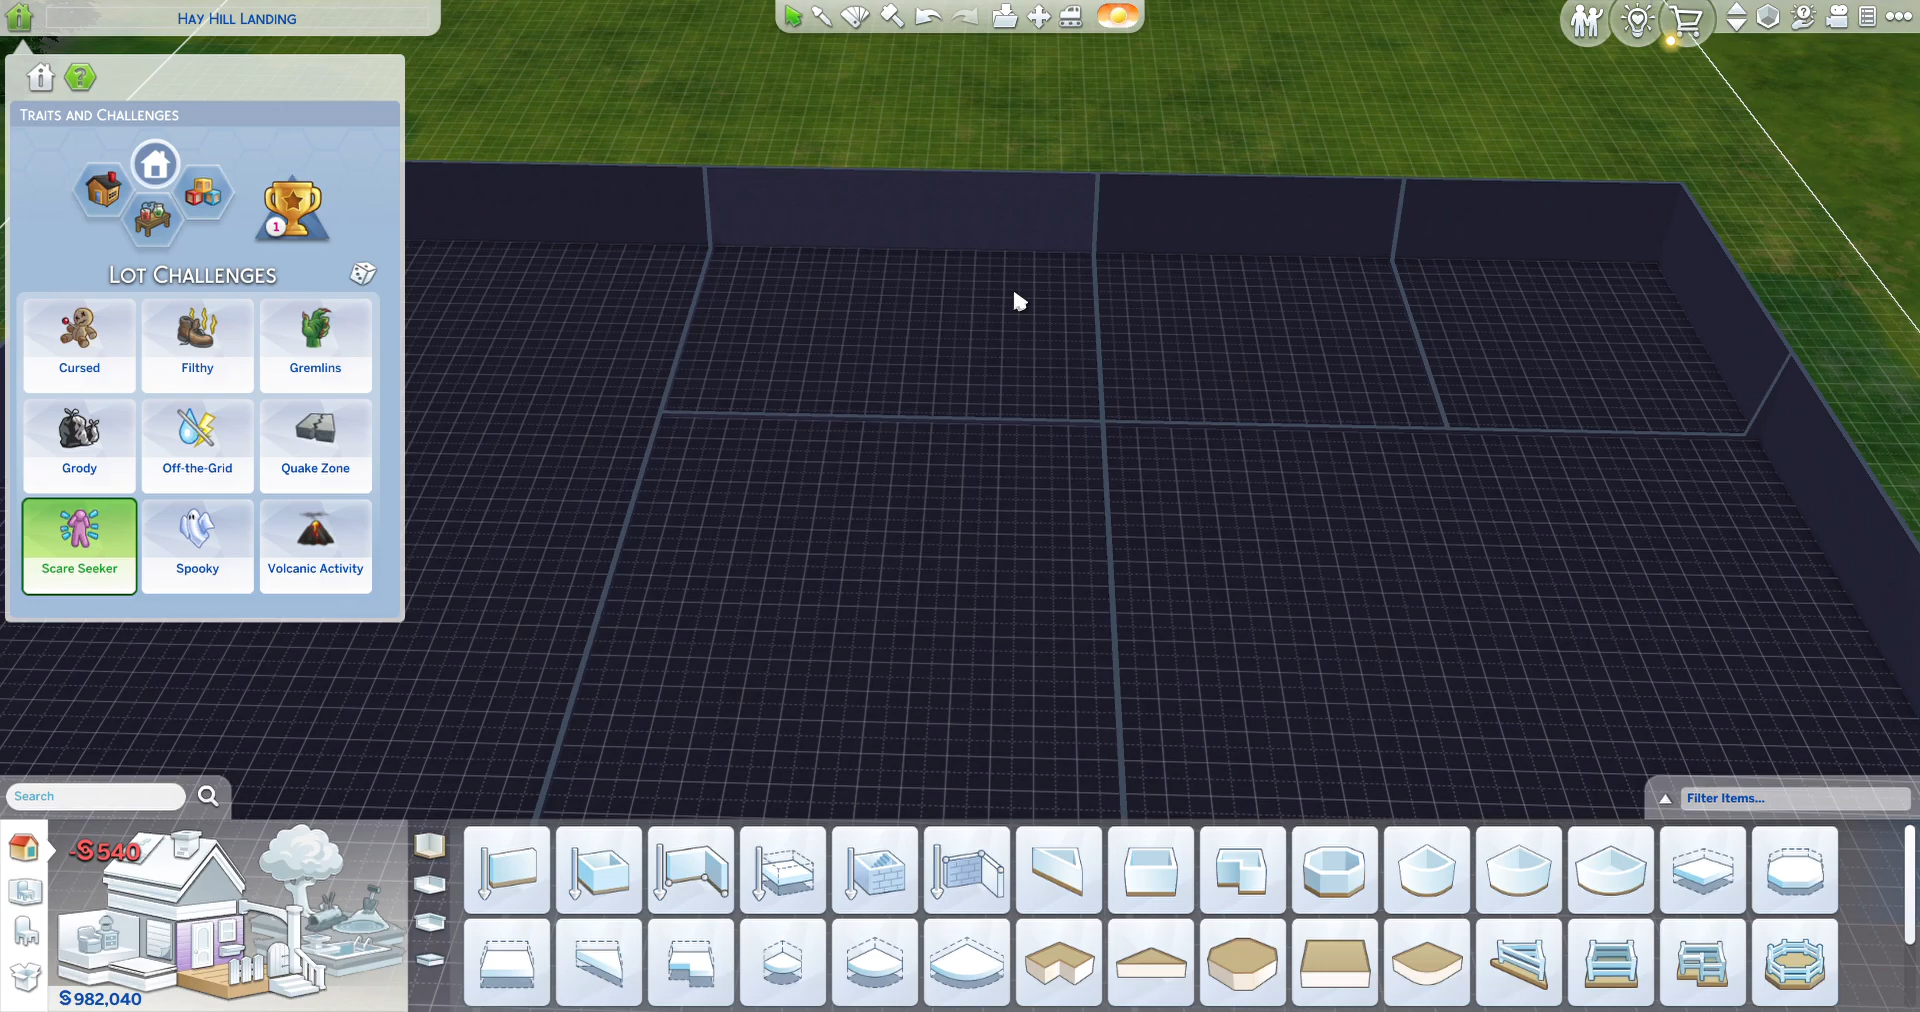 HAY HILL LANDING
TRAITS AND CHALLENGES
1
LOT CHALLENGES
Cursed
Filthy
Gremlins
Grody
Off-the-Grid
Quake Zone
Scare Seeker
Spooky
Volcanic Activity
Search
Filter Items...
-§540
§982,040